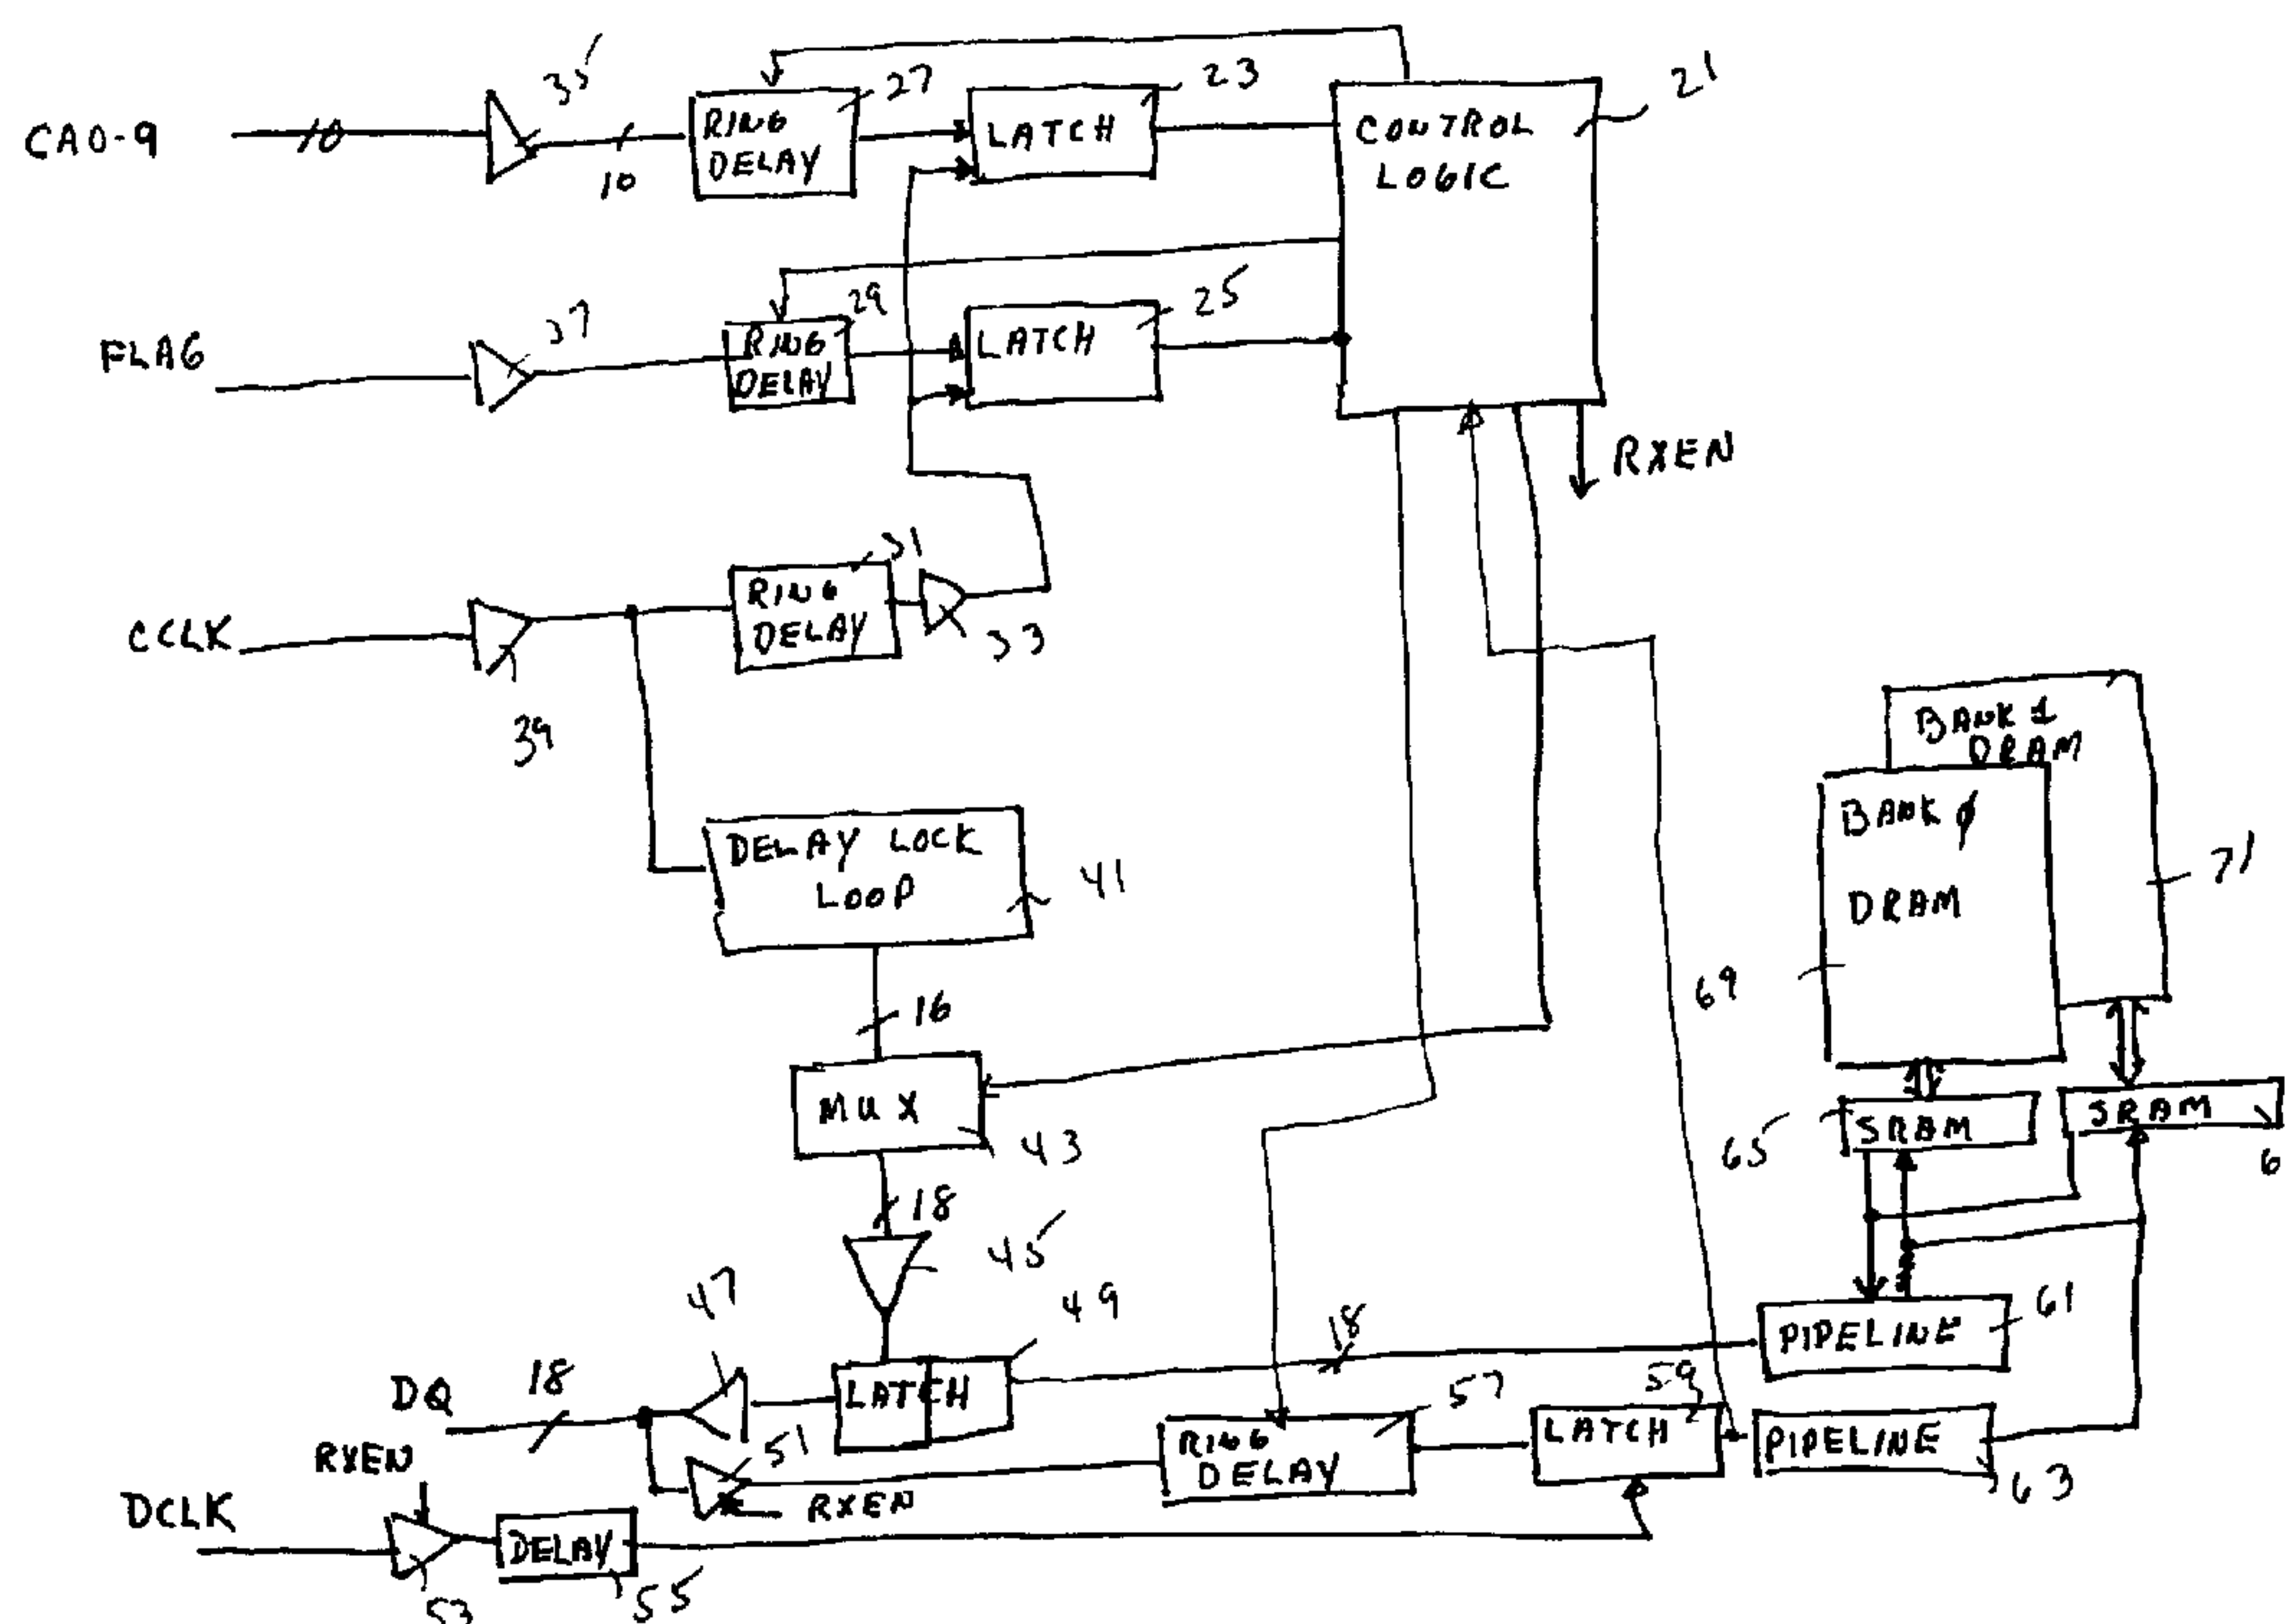 35
27
23
21
CA0-9
10
10
RING
DELAY
LATCH
CONTROL
LOGIC
FLAG
37
29
25
RING
DELAY
LATCH
RXEN
CCLK
39
31
RING
DELAY
33
DELAY LOCK
LOOP
41
BANK 1
DRAM
BANK 0
DRAM
71
69
16
MUX
43
65
SRAM
SRAM
6
18
45
47
49
18
PIPELINE
61
DQ
18
LATCH
57
59
RXEN
51
RXEN
RING
DELAY
LATCH
PIPELINE
63
DCLK
DELAY
53
55